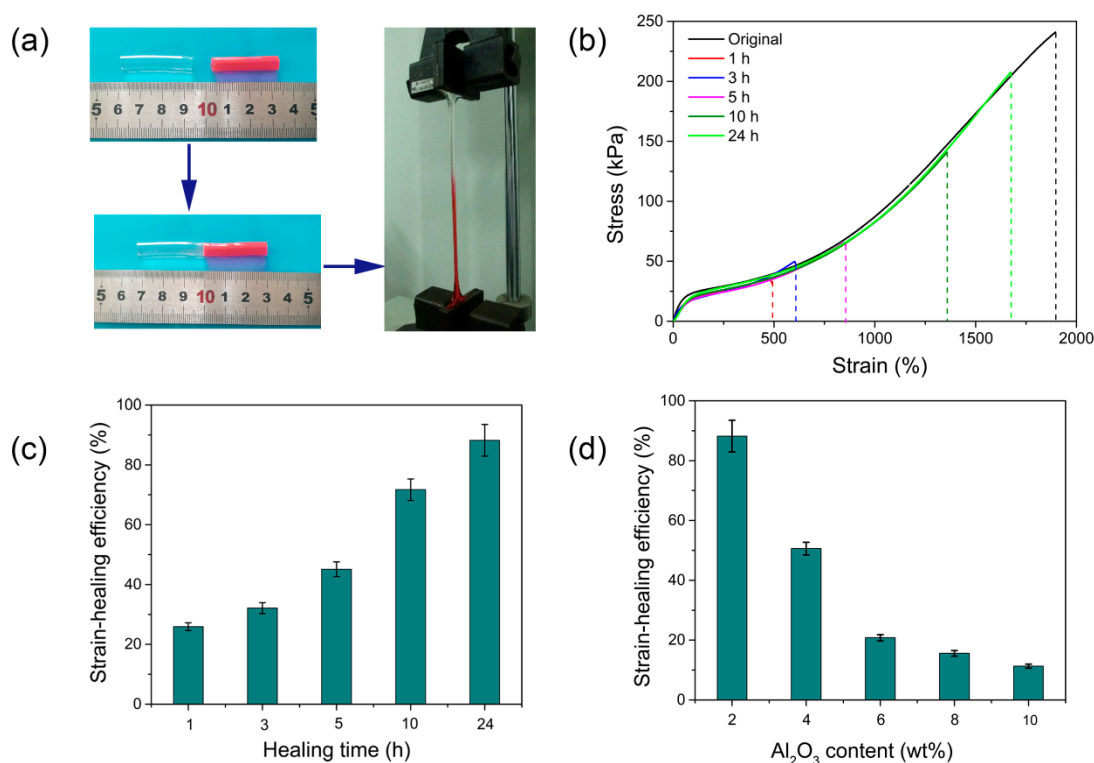 (a)
5 6 7 8 9 10 1 2 3 4 5
5 6 7 8 9 10 1 2 3 4 5
(b)
Original
1 h
3 h
5 h
10 h
24 h
Stress (kPa)
250
200
150
100
50
0
0 500 1000 1500 2000
Strain (%)
(c)
Strain-healing efficiency (%)
100
80
60
40
20
0
1 3 5 10 24
Healing time (h)
(d)
Strain-healing efficiency (%)
100
80
60
40
20
0
2 4 6 8 10
Al₂O₃ content (wt%)